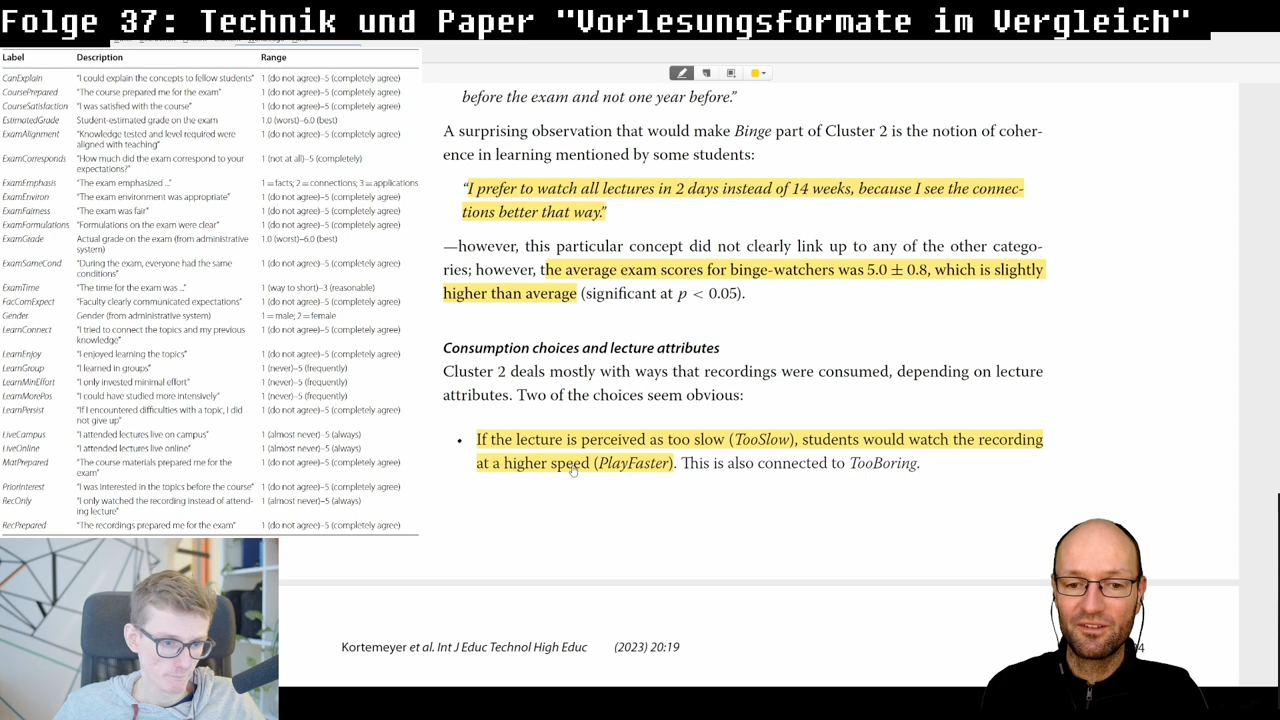 Folge 37: Technik und Paper "Vorlesungsformate im Vergleich"
Label Description Range
CanExplain "I could explain the concepts to fellow students" 1 (do not agree)–5 (completely agree)
CoursePrepared "The course prepared me for the exam" 1 (do not agree)–5 (completely agree)
CourseSatisfaction "I was satisfied with the course" 1 (do not agree)–5 (completely agree)
EstimatedGrade Student-estimated grade on the exam 1.0 (worst)–6.0 (best)
ExamAlignment "Knowledge tested and level required were 1 (do not agree)–5 (completely agree)
aligned with teaching"
ExamCorresponds "How much did the exam correspond to your 1 (not at all)–5 (completely)
expectations?"
ExamEmphasis "The exam emphasized ..." 1 = facts; 2 = connections; 3 = applications
ExamEnviron "The exam environment was appropriate" 1 (do not agree)–5 (completely agree)
ExamFairness "The exam was fair" 1 (do not agree)–5 (completely agree)
ExamFormulations "Formulations on the exam were clear" 1 (do not agree)–5 (completely agree)
ExamGrade Actual grade on the exam (from administrative 1.0 (worst)–6.0 (best)
system)
ExamSameCond "During the exam, everyone had the same 1 (do not agree)–5 (completely agree)
conditions"
ExamTime "The time for the exam was ..." 1 (way to short)–3 (reasonable)
FacComExpect "Faculty clearly communicated expectations" 1 (do not agree)–5 (completely agree)
Gender Gender (from administrative system) 1 = male; 2 = female
LearnConnect "I tried to connect the topics and my previous 1 (do not agree)–5 (completely agree)
knowledge"
LearnEnjoy "I enjoyed learning the topics" 1 (do not agree)–5 (completely agree)
LearnGroup "I learned in groups" 1 (never)–5 (frequently)
LearnMinEffort "I only invested minimal effort" 1 (never)–5 (frequently)
LearnMorePos "I could have studied more intensively" 1 (never)–5 (frequently)
LearnPersist "If I encountered difficulties with a topic, I did 1 (do not agree)–5 (completely agree)
not give up"
LiveCampus "I attended lectures live on campus" 1 (almost never)–5 (always)
LiveOnline "I attended lectures live online" 1 (almost never)–5 (always)
MatPrepared "The course materials prepared me for the 1 (do not agree)–5 (completely agree)
exam"
PriorInterest "I was interested in the topics before the course" 1 (do not agree)–5 (completely agree)
RecOnly "I only watched the recording instead of attend- 1 (almost never)–5 (always)
ing lecture"
RecPrepared "The recordings prepared me for the exam" 1 (do not agree)–5 (completely agree)
before the exam and not one year before."
A surprising observation that would make Binge part of Cluster 2 is the notion of coher-
ence in learning mentioned by some students:
"I prefer to watch all lectures in 2 days instead of 14 weeks, because I see the connec-
tions better that way."
—however, this particular concept did not clearly link up to any of the other catego-
ries; however, the average exam scores for binge-watchers was 5.0 ± 0.8, which is slightly
higher than average (significant at p < 0.05).
Consumption choices and lecture attributes
Cluster 2 deals mostly with ways that recordings were consumed, depending on lecture
attributes. Two of the choices seem obvious:
• If the lecture is perceived as too slow (TooSlow), students would watch the recording
at a higher speed (PlayFaster). This is also connected to TooBoring.
Kortemeyer et al. Int J Educ Technol High Educ (2023) 20:19